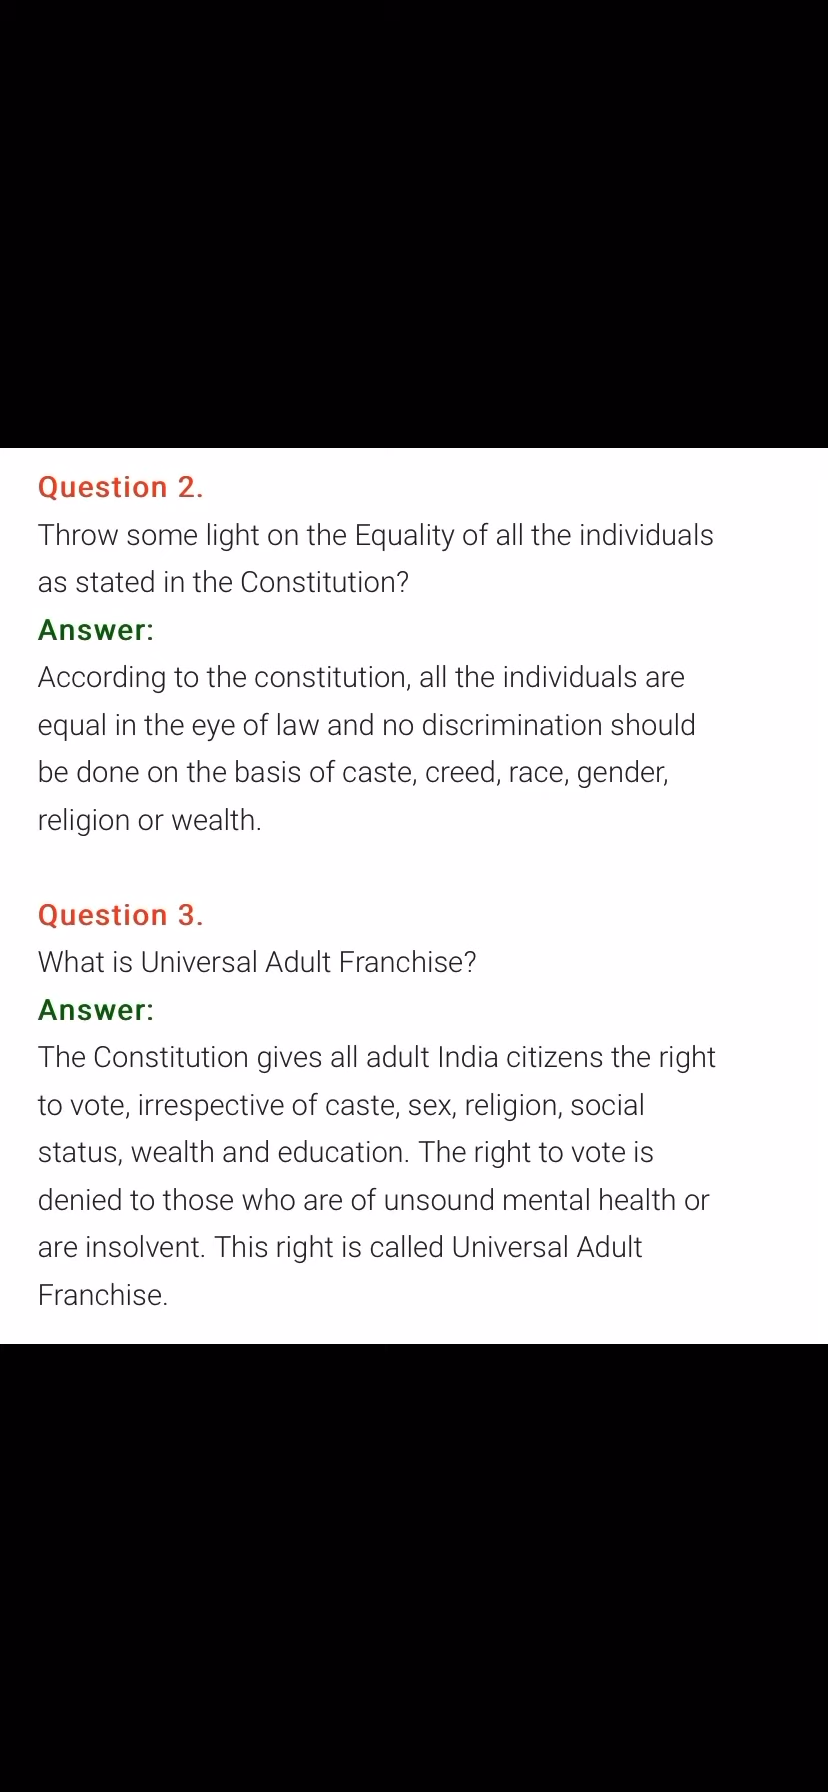 Question 2.
Throw some light on the Equality of all the individuals
as stated in the Constitution?
Answer:
According to the constitution, all the individuals are
equal in the eye of law and no discrimination should
be done on the basis of caste, creed, race, gender,
religion or wealth.
Question 3.
What is Universal Adult Franchise?
Answer:
The Constitution gives all adult India citizens the right
to vote, irrespective of caste, sex, religion, social
status, wealth and education. The right to vote is
denied to those who are of unsound mental health or
are insolvent. This right is called Universal Adult
Franchise.